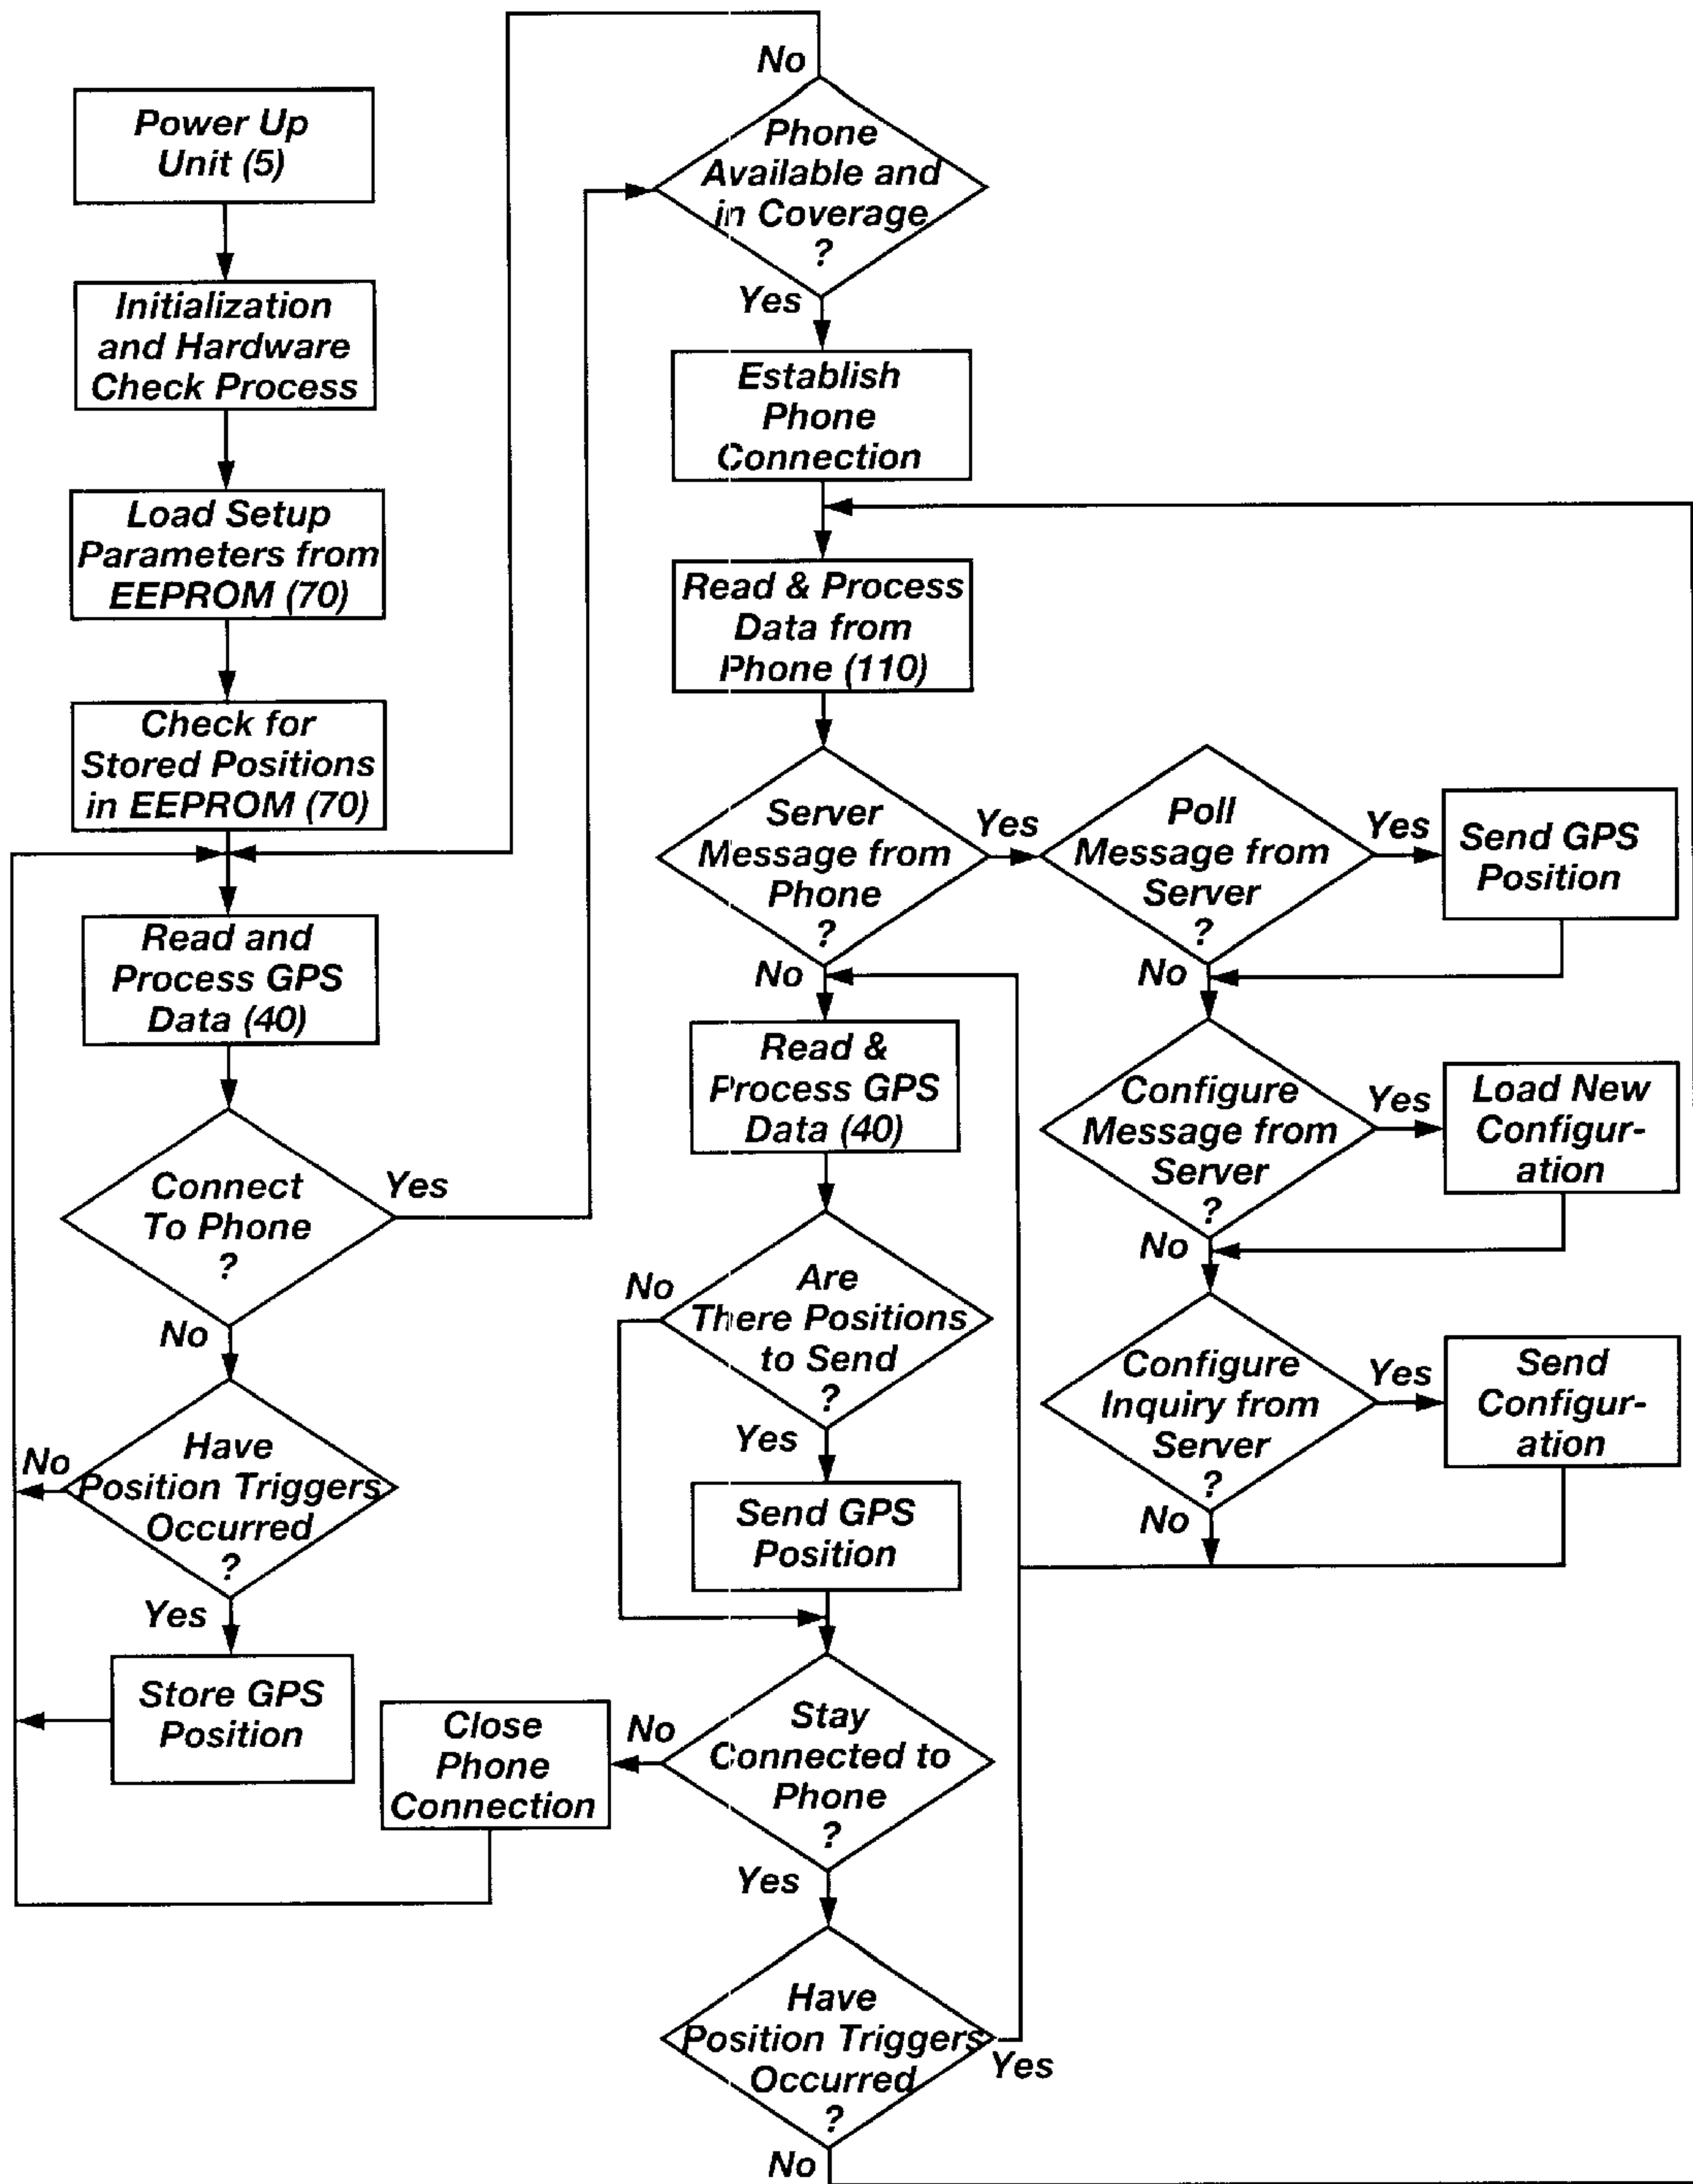 Power Up
Unit (5)
Initialization
and Hardware
Check Process
Load Setup
Parameters from
EEPROM (70)
Check for
Stored Positions
in EEPROM (70)
Read and
Process GPS
Data (40)
Connect
To Phone
?
Yes
No
Have
Position Triggers
Occurred
?
No
Yes
Store GPS
Position
No
Phone
Available and
in Coverage
?
Yes
Establish
Phone
Connection
Read & Process
Data from
Phone (110)
Server
Message from
Phone
?
Yes
No
Read &
Process GPS
Data (40)
Are
There Positions
to Send
?
No
Yes
Send GPS
Position
Stay
Connected to
Phone
?
No
Close
Phone
Connection
Yes
Have
Position Triggers
Occurred
?
Yes
No
Poll
Message from
Server
?
Yes
Send GPS
Position
No
Configure
Message from
Server
?
Yes
Load New
Configur-
ation
No
Configure
Inquiry from
Server
?
Yes
Send
Configur-
ation
No